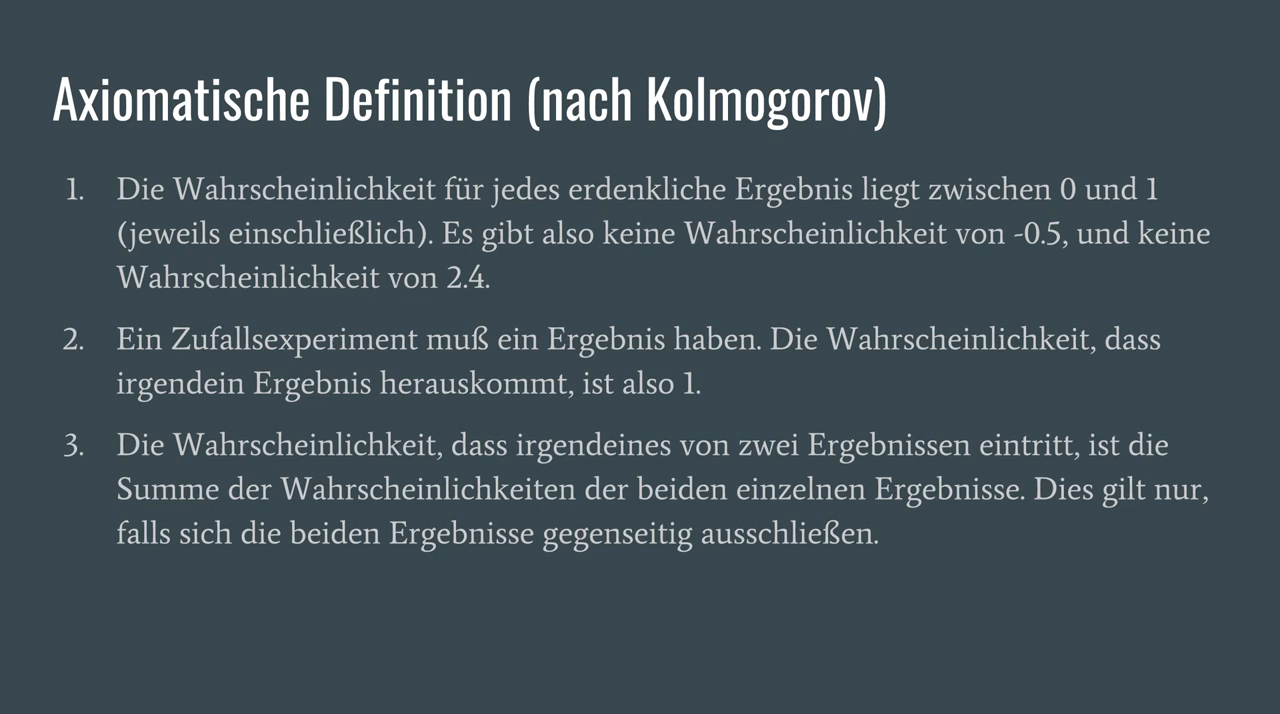 Axiomatische Definition (nach Kolmogorov)
1. Die Wahrscheinlichkeit für jedes erdenkliche Ergebnis liegt zwischen 0 und 1
(jeweils einschließlich). Es gibt also keine Wahrscheinlichkeit von -0.5, und keine
Wahrscheinlichkeit von 2.4.
2. Ein Zufallsexperiment muß ein Ergebnis haben. Die Wahrscheinlichkeit, dass
irgendein Ergebnis herauskommt, ist also 1.
3. Die Wahrscheinlichkeit, dass irgendeines von zwei Ergebnissen eintritt, ist die
Summe der Wahrscheinlichkeiten der beiden einzelnen Ergebnisse. Dies gilt nur,
falls sich die beiden Ergebnisse gegenseitig ausschließen.